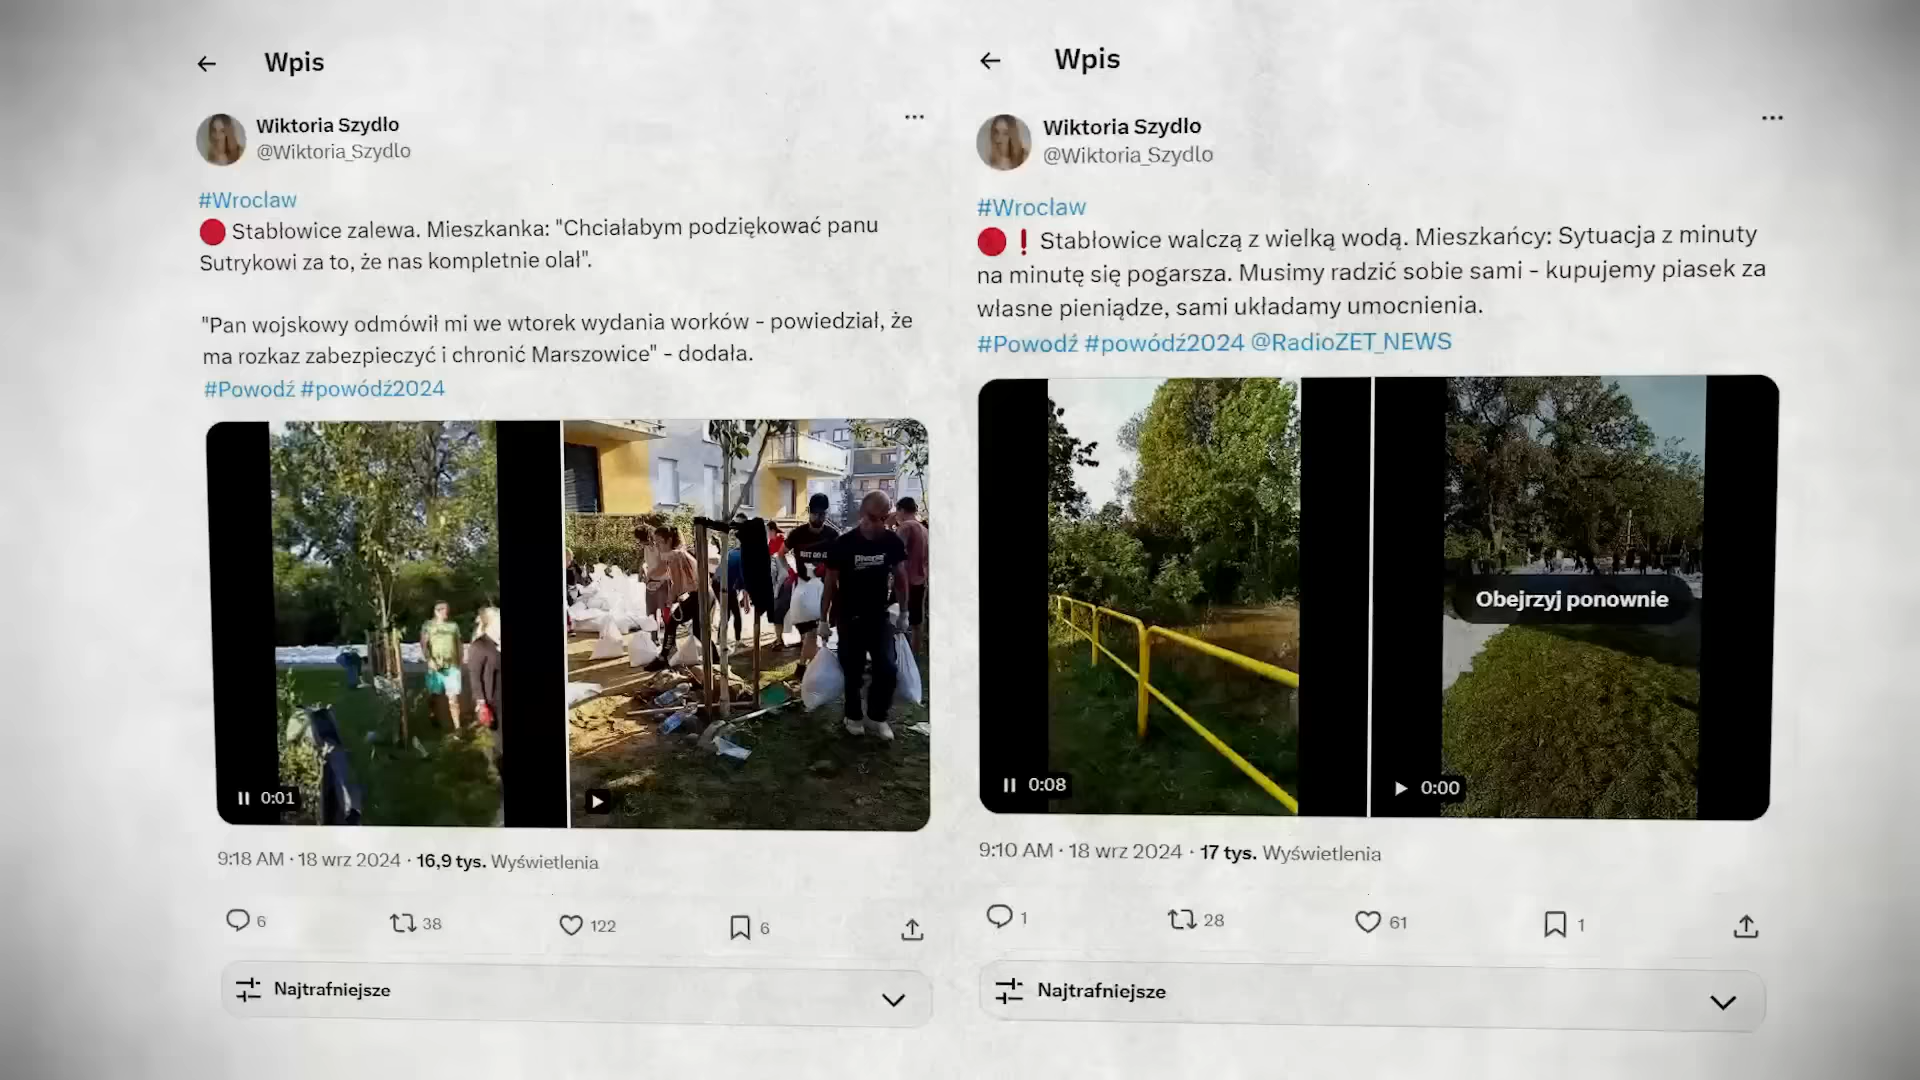 Wpis
Wiktoria Szydlo
@Wiktoria_Szydlo
#Wroclaw
🔴 Stabłowice zalewa. Mieszkanka: "Chciałabym podziękować panu
Sutrykowi za to, że nas kompletnie olał".
"Pan wojskowy odmówił mi we wtorek wydania worków - powiedział, że
ma rozkaz zabezpieczyć i chronić Marszowice" - dodała.
#Powodź #powódź2024
0:01
9:18 AM · 18 wrz 2024 · 16,9 tys. Wyświetlenia
6 38 122 6
Najtrafniejsze
Wpis
Wiktoria Szydlo
@Wiktoria_Szydlo
#Wrocław
🔴❗ Stabłowice walczą z wielką wodą. Mieszkańcy: Sytuacja z minuty
na minutę się pogarsza. Musimy radzić sobie sami - kupujemy piasek za
własne pieniądze, sami układamy umocnienia.
#Powodź #powódź2024 @RadioZET_NEWS
Obejrzyj ponownie
0:08
0:00
9:10 AM · 18 wrz 2024 · 17 tys. Wyświetlenia
1 28 61 1
Najtrafniejsze